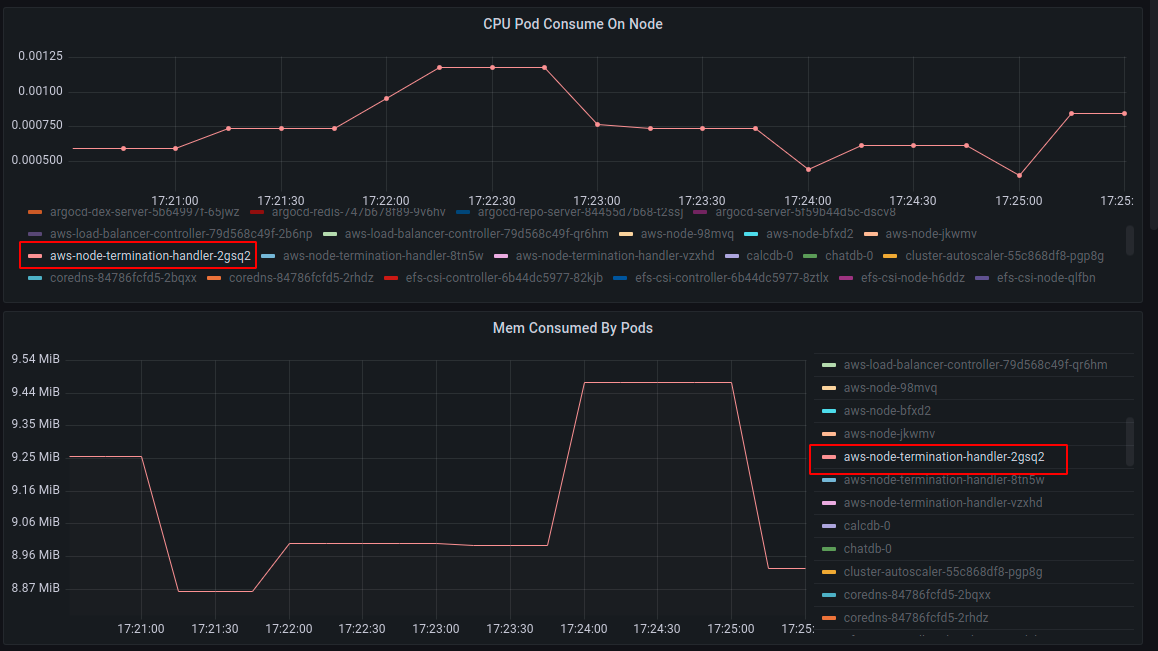 CPU Pod Consume On Node
0.00125
0.00100
0.000750
0.000500
17:21:00 17:21:30 17:22:00 17:22:30 17:23:00 17:23:30 17:24:00 17:24:30 17:25:00 17:25:
argocd-dex-server-5b64997f-65jwz argocd-redis-747b678f89-9v6hv argocd-repo-server-84455d7b68-t2ssj argocd-server-5f59b44d5c-dscv8
aws-load-balancer-controller-79d568c49f-2b6np aws-load-balancer-controller-79d568c49f-qr6hm aws-node-98mvq aws-node-bfxd2 aws-node-jkwmv
aws-node-termination-handler-2gsq2 aws-node-termination-handler-8tn5w aws-node-termination-handler-vzxhd calcdb-0 chatdb-0 cluster-autoscaler-55c868df8-pgp8g
coredns-84786fcfd5-2bqxx coredns-84786fcfd5-2rhdz efs-csi-controller-6b44dc5977-82kjb efs-csi-controller-6b44dc5977-8ztlx efs-csi-node-h6ddz efs-csi-node-qlfbn
Mem Consumed By Pods
9.54 MiB
9.44 MiB
9.35 MiB
9.25 MiB
9.16 MiB
9.06 MiB
8.96 MiB
8.87 MiB
17:21:00 17:21:30 17:22:00 17:22:30 17:23:00 17:23:30 17:24:00 17:24:30 17:25:00 17:25:
aws-load-balancer-controller-79d568c49f-qr6hm
aws-node-98mvq
aws-node-bfxd2
aws-node-jkwmv
aws-node-termination-handler-2gsq2
aws-node-termination-handler-8tn5w
aws-node-termination-handler-vzxhd
calcdb-0
chatdb-0
cluster-autoscaler-55c868df8-pgp8g
coredns-84786fcfd5-2bqxx
coredns-84786fcfd5-2rhdz